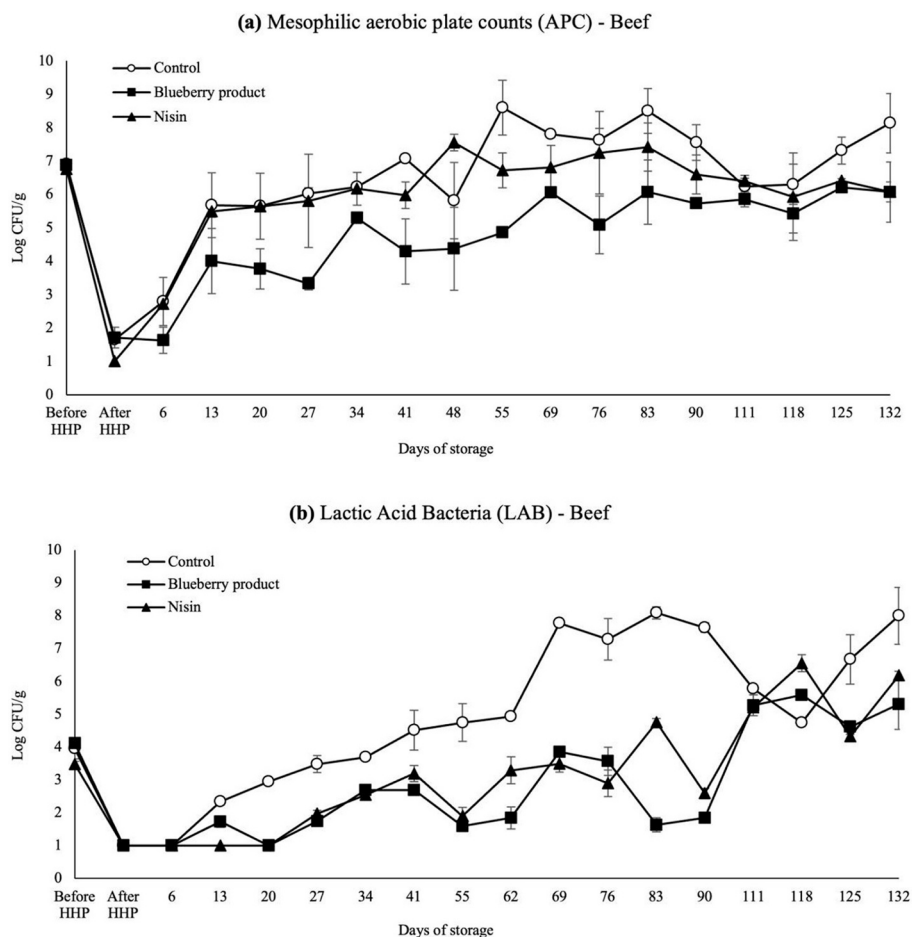 (a) Mesophilic aerobic plate counts (APC) - Beef
10
9
8
7
6
5
4
3
2
1
0
Log CFU/g
Control
Blueberry product
Nisin
Before HHP After HHP 6 13 20 27 34 41 48 55 69 76 83 90 111 118 125 132
Days of storage
(b) Lactic Acid Bacteria (LAB) - Beef
10
9
8
7
6
5
4
3
2
1
0
Log CFU/g
Control
Blueberry product
Nisin
Before HHP After HHP 6 13 20 27 34 41 55 62 69 76 83 90 111 118 125 132
Days of storage